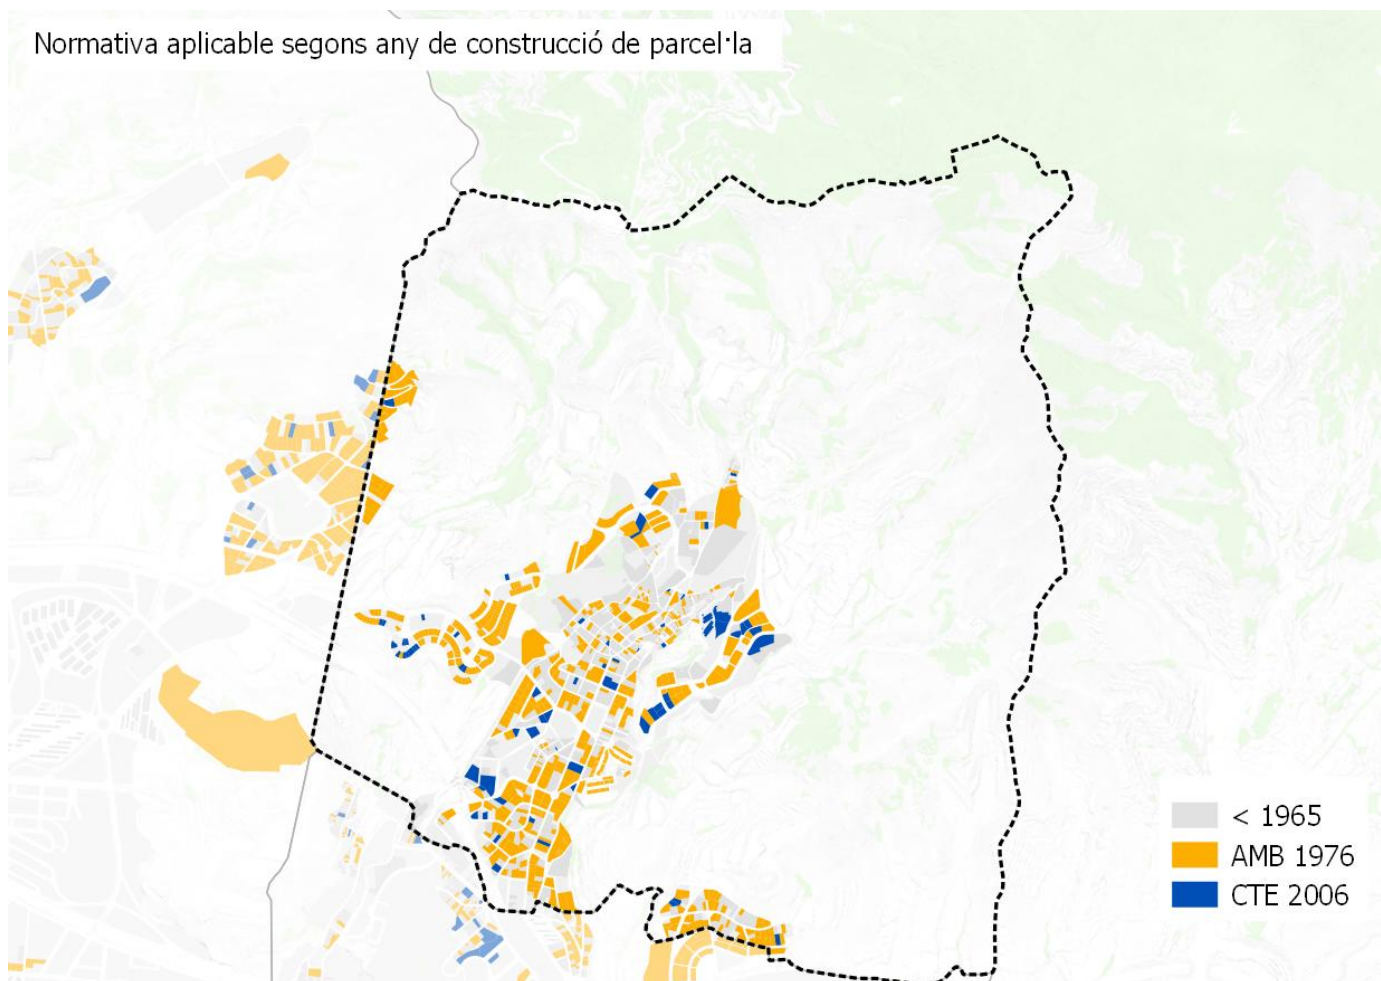 Normativa aplicable segons any de construcció de parcel·la
< 1965
AMB 1976
CTE 2006